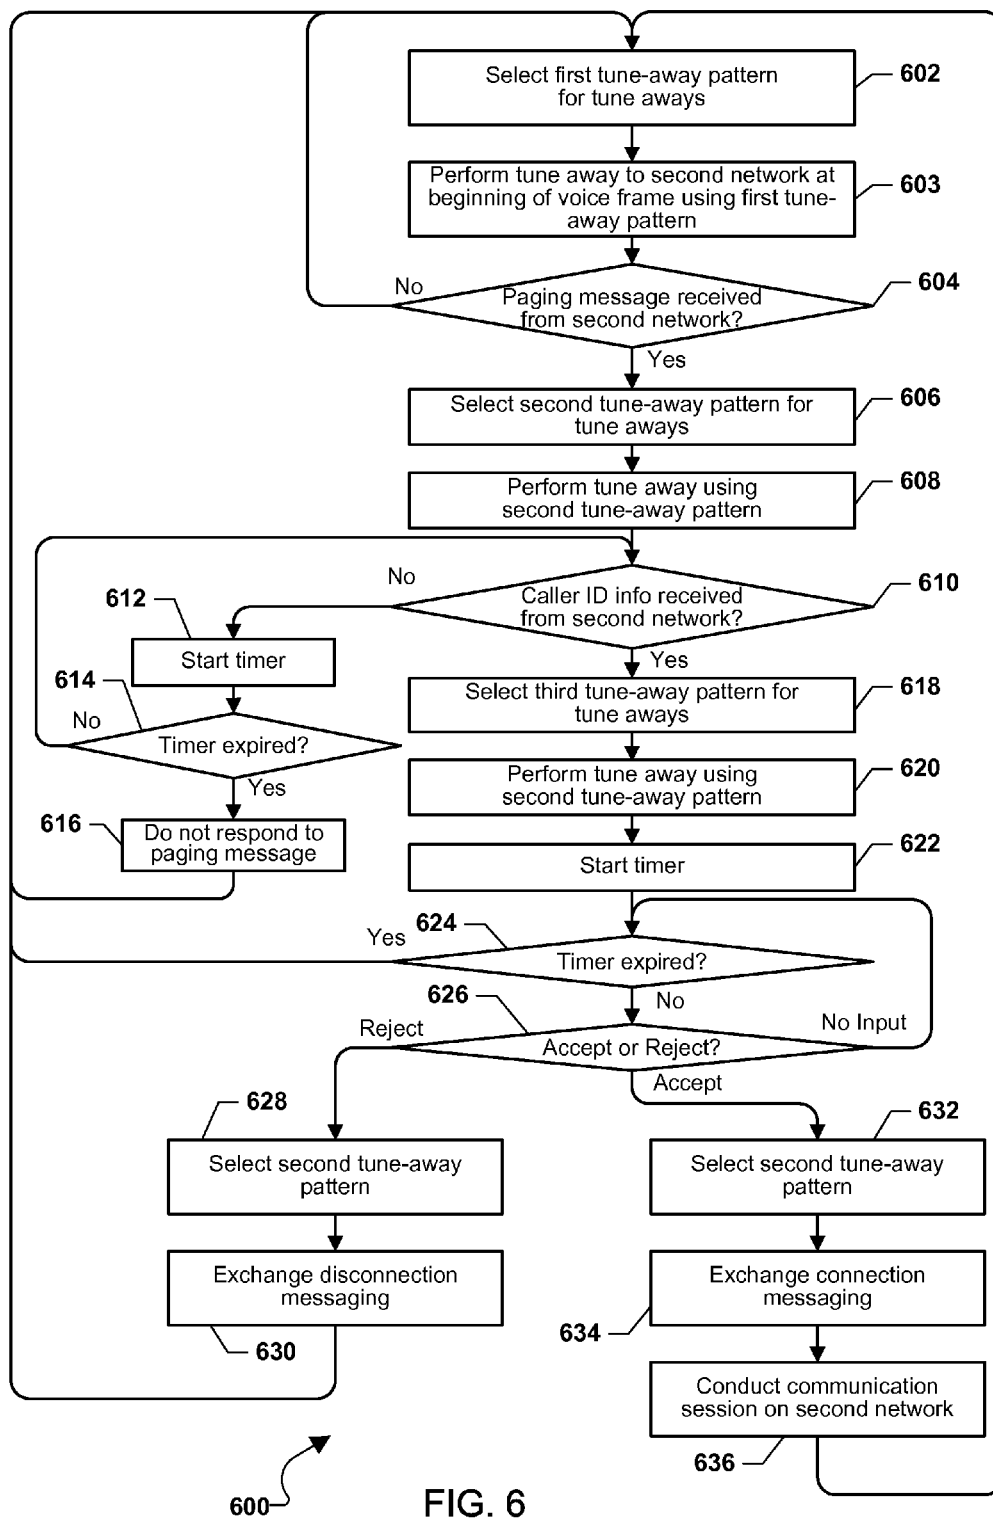 Select first tune-away pattern
for tune aways
602
Perform tune away to second network at
beginning of voice frame using first tune-
away pattern
603
No
604
Paging message received
from second network?
Yes
Select second tune-away pattern for
tune aways
606
Perform tune away using
second tune-away pattern
608
No
610
Caller ID info received
from second network?
Yes
612
Start timer
614
No
Timer expired?
Yes
616
Do not respond to
paging message
Select third tune-away pattern for
tune aways
618
Perform tune away using
second tune-away pattern
620
Start timer
622
Yes
624
Timer expired?
No
626
Reject
No Input
Accept or Reject?
Accept
628
Select second tune-away
pattern
632
Select second tune-away
pattern
Exchange disconnection
messaging
630
Exchange connection
messaging
634
Conduct communication
session on second network
636
600
FIG. 6